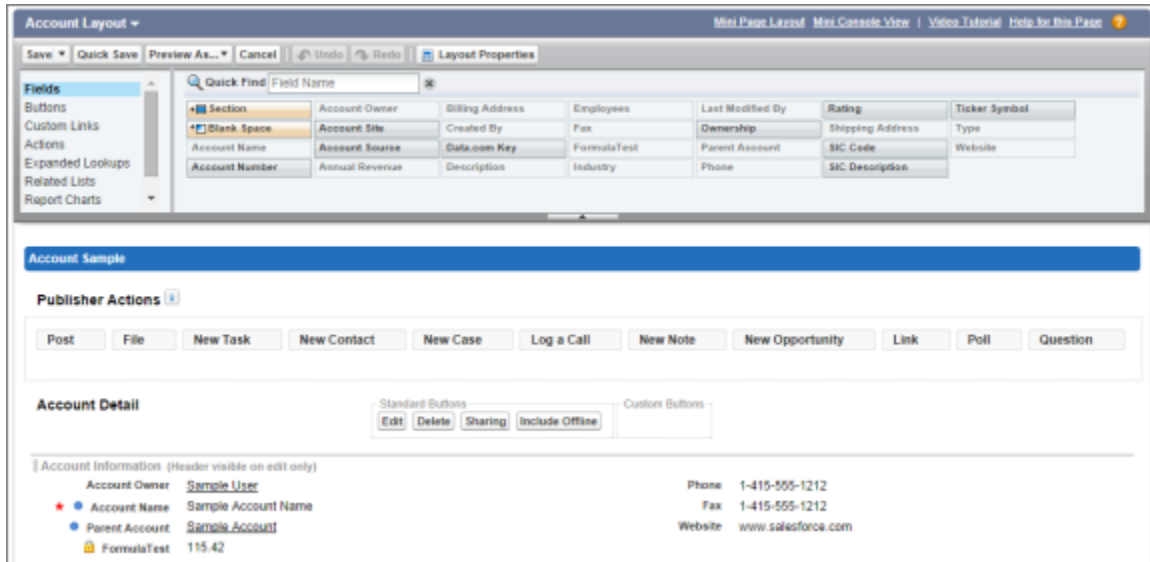 Account Layout Mini Page Layout Mini Console View | Video Tutorial Help for this Page
Save Quick Save Preview As... Cancel Undo Redo Layout Properties
Fields
Buttons
Custom Links
Actions
Expanded Lookups
Related Lists
Report Charts
Quick Find Field Name
Section Account Owner Billing Address Employees Last Modified By Rating Ticker Symbol
Blank Space Account Site Created By Fax Ownership Shipping Address Type
Account Name Account Source Data.com Key FormulaTest Parent Account SIC Code Website
Account Number Annual Revenue Description Industry Phone SIC Description
Account Sample
Publisher Actions
Post File New Task New Contact New Case Log a Call New Note New Opportunity Link Poll Question
Account Detail
Standard Buttons Custom Buttons
Edit Delete Sharing Include Offline
Account Information (Header visible on edit only)
Account Owner Sample User Phone 1-415-555-1212
Account Name Sample Account Name Fax 1-415-555-1212
Parent Account Sample Account Website www.salesforce.com
FormulaTest 115.42